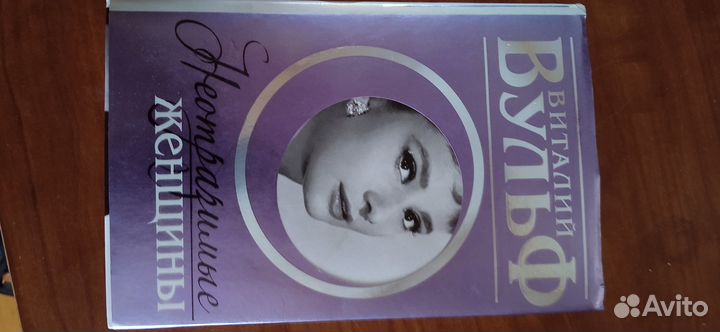 ВИТАЛИЙ
ВУЛЬФ
Неотразимые
ЖЕНЩИНЫ
Avito